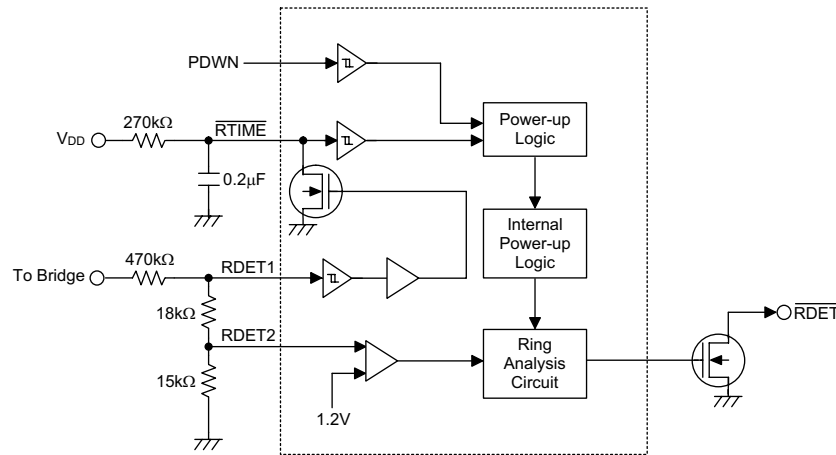 PDWN
270kΩ
VDD
RTIME
0.2μF
Power-up
Logic
Internal
Power-up
Logic
470kΩ
To Bridge
RDET1
18kΩ
RDET2
15kΩ
1.2V
Ring
Analysis
Circuit
RDET